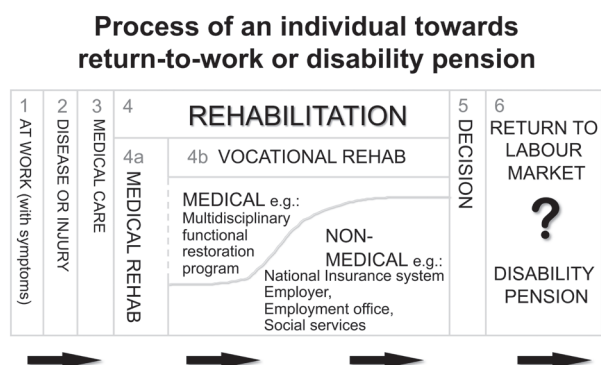 Process of an individual towards
return-to-work or disability pension
1
AT WORK (with symptoms)
2
DISEASE OR INJURY
3
MEDICAL CARE
4
REHABILITATION
4a
MEDICAL REHAB
4b VOCATIONAL REHAB
MEDICAL e.g.:
Multidisciplinary
functional
restoration
program
NON-
MEDICAL e.g.:
National Insurance system
Employer,
Employment office,
Social services
5
DECISION
6
RETURN TO
LABOUR
MARKET
?
DISABILITY
PENSION